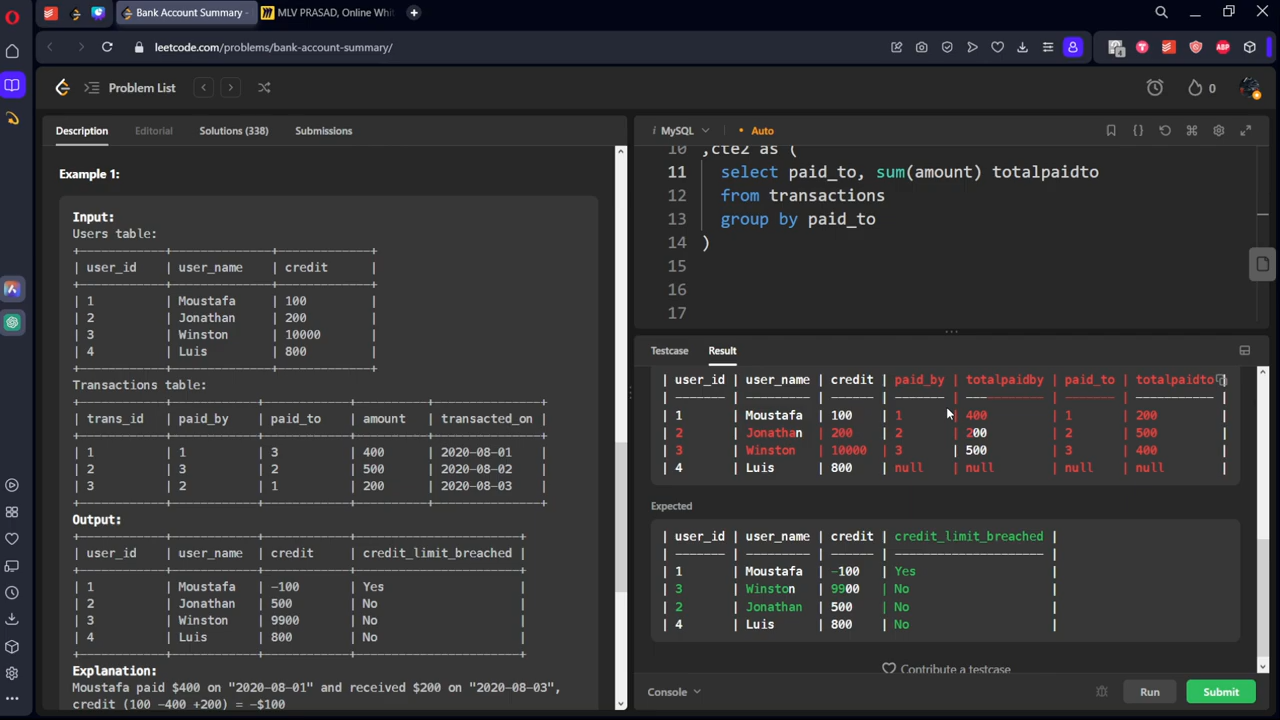 Bank Account Summary -
MLV PRASAD, Online Whit
leetcode.com/problems/bank-account-summary/
Problem List
0
Description
Editorial
Solutions (338)
Submissions
Example 1:
Input:
Users table:
+---------+-----------+----------+
| user_id | user_name | credit |
+---------+-----------+----------+
| 1 | Moustafa | 100 |
| 2 | Jonathan | 200 |
| 3 | Winston | 10000 |
| 4 | Luis | 800 |
+---------+-----------+----------+
Transactions table:
+---------+---------+---------+---------+---------------+
| trans_id | paid_by | paid_to | amount | transacted_on |
+---------+---------+---------+---------+---------------+
| 1 | 1 | 3 | 400 | 2020-08-01 |
| 2 | 3 | 2 | 500 | 2020-08-02 |
| 3 | 2 | 1 | 200 | 2020-08-03 |
+---------+---------+---------+---------+---------------+
Output:
+---------+-----------+---------+-----------------------+
| user_id | user_name | credit | credit_limit_breached |
+---------+-----------+---------+-----------------------+
| 1 | Moustafa | -100 | Yes |
| 2 | Jonathan | 500 | No |
| 3 | Winston | 9900 | No |
| 4 | Luis | 800 | No |
+---------+-----------+---------+-----------------------+
Explanation:
Moustafa paid $400 on "2020-08-01" and received $200 on "2020-08-03",
credit (100 -400 +200) = -$100
i MySQL
Auto
10 ,cte2 as (
11 select paid_to, sum(amount) totalpaidto
12 from transactions
13 group by paid_to
14 )
15
16
17
Testcase
Result
| user_id | user_name | credit | paid_by | totalpaidby | paid_to | totalpaidto
| ------- | --------- | ------ | ------- | ----------- | ------- | ----------- |
| 1 | Moustafa | 100 | 1 | 400 | 1 | 200 |
| 2 | Jonathan | 200 | 2 | 200 | 2 | 500 |
| 3 | Winston | 10000 | 3 | 500 | 3 | 400 |
| 4 | Luis | 800 | null | null | null | null |
Expected
| user_id | user_name | credit | credit_limit_breached |
| ------- | --------- | ------ | --------------------- |
| 1 | Moustafa | -100 | Yes |
| 3 | Winston | 9900 | No |
| 2 | Jonathan | 500 | No |
| 4 | Luis | 800 | No |
Contribute a testcase
Console
Run
Submit